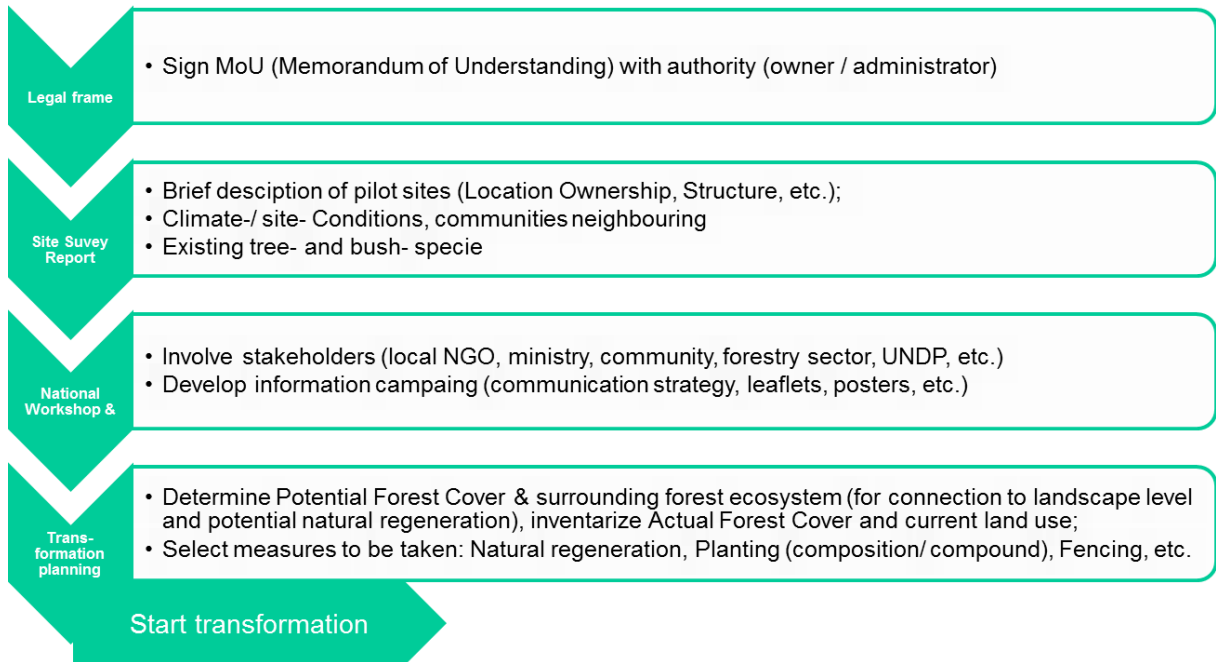 Legal frame
• Sign MoU (Memorandum of Understanding) with authority (owner / administrator)
Site Suvey
Report
• Brief desciption of pilot sites (Location Ownership, Structure, etc.);
• Climate-/ site- Conditions, communities neighbouring
• Existing tree- and bush- specie
National
Workshop &
• Involve stakeholders (local NGO, ministry, community, forestry sector, UNDP, etc.)
• Develop information campaing (communication strategy, leaflets, posters, etc.)
Trans-
formation
planning
• Determine Potential Forest Cover & surrounding forest ecosystem (for connection to landscape level
and potential natural regeneration), inventarize Actual Forest Cover and current land use;
• Select measures to be taken: Natural regeneration, Planting (composition/ compound), Fencing, etc.
Start transformation